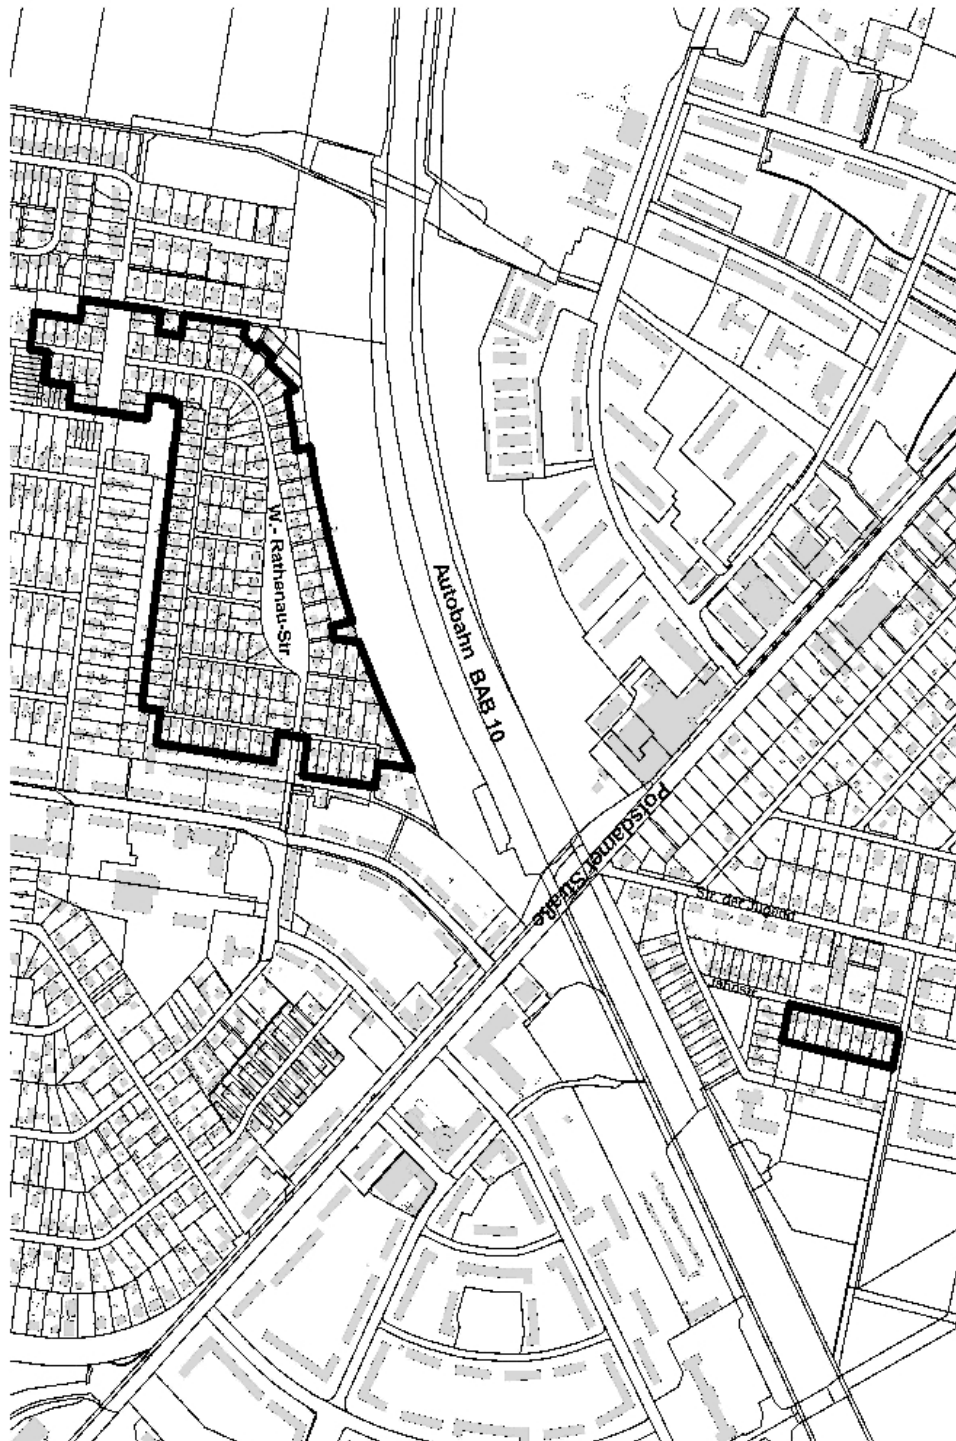 W.- Rathenau-Str
Autobahn BAB 10
Potsdamer Straße
Str. der Jugend
Jahnstr.